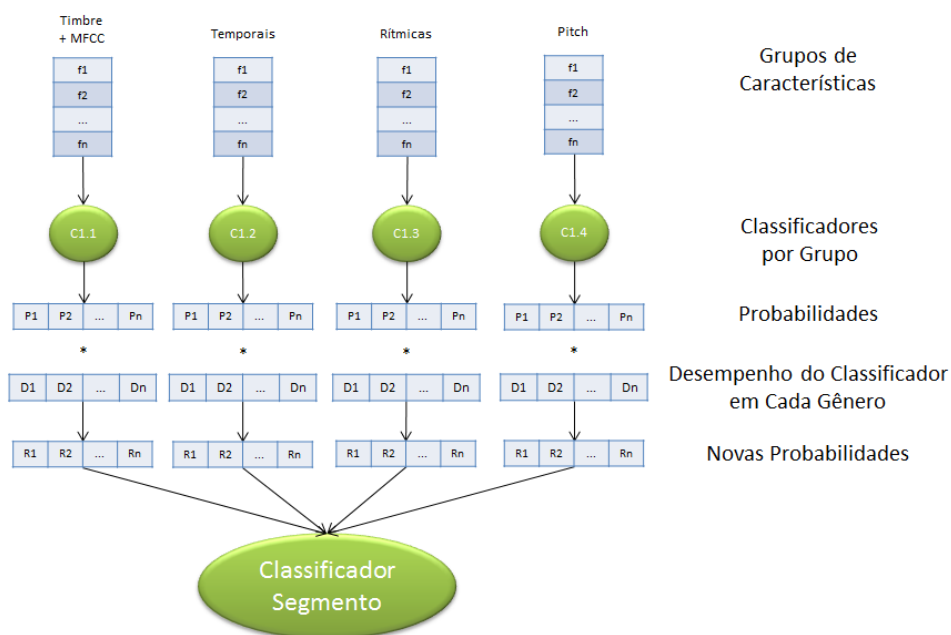 Timbre
+ MFCC
Temporais
Rítmicas
Pitch
Grupos de
Características
f1
f1
f1
f1
f2
f2
f2
f2
...
...
...
...
fn
fn
fn
fn
C1.1
C1.2
C1.3
C1.4
Classificadores
por Grupo
P1 P2 ... Pn
P1 P2 ... Pn
P1 P2 ... Pn
P1 P2 ... Pn
Probabilidades
*
*
*
*
D1 D2 ... Dn
D1 D2 ... Dn
D1 D2 ... Dn
D1 D2 ... Dn
Desempenho do Classificador
em Cada Gênero
R1 R2 ... Rn
R1 R2 ... Rn
R1 R2 ... Rn
R1 R2 ... Rn
Novas Probabilidades
Classificador
Segmento